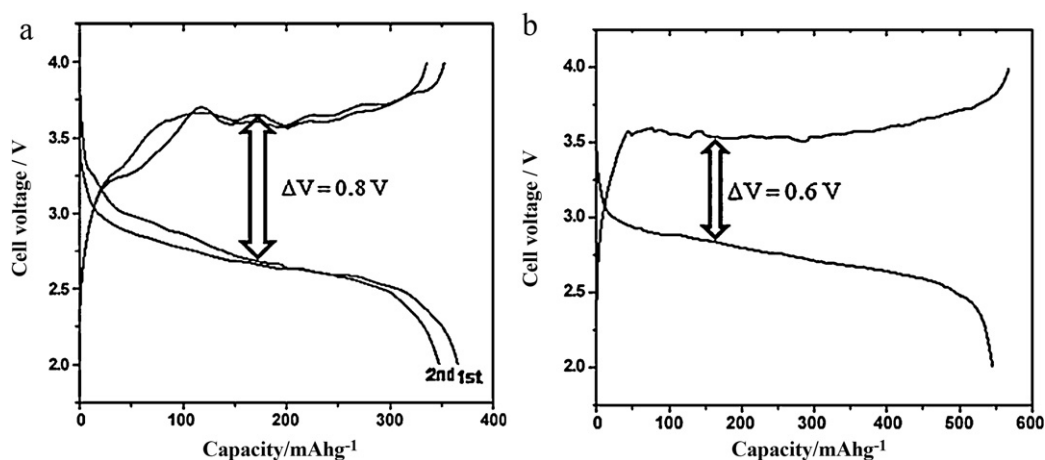 a
4.0
3.5
3.0
2.5
2.0
Cell voltage / V
ΔV = 0.8 V
2nd 1st
0 100 200 300 400
Capacity/mAhg⁻¹
b
4.0
3.5
3.0
2.5
2.0
Cell voltage / V
ΔV = 0.6 V
0 100 200 300 400 500 600
Capacity/mAhg⁻¹